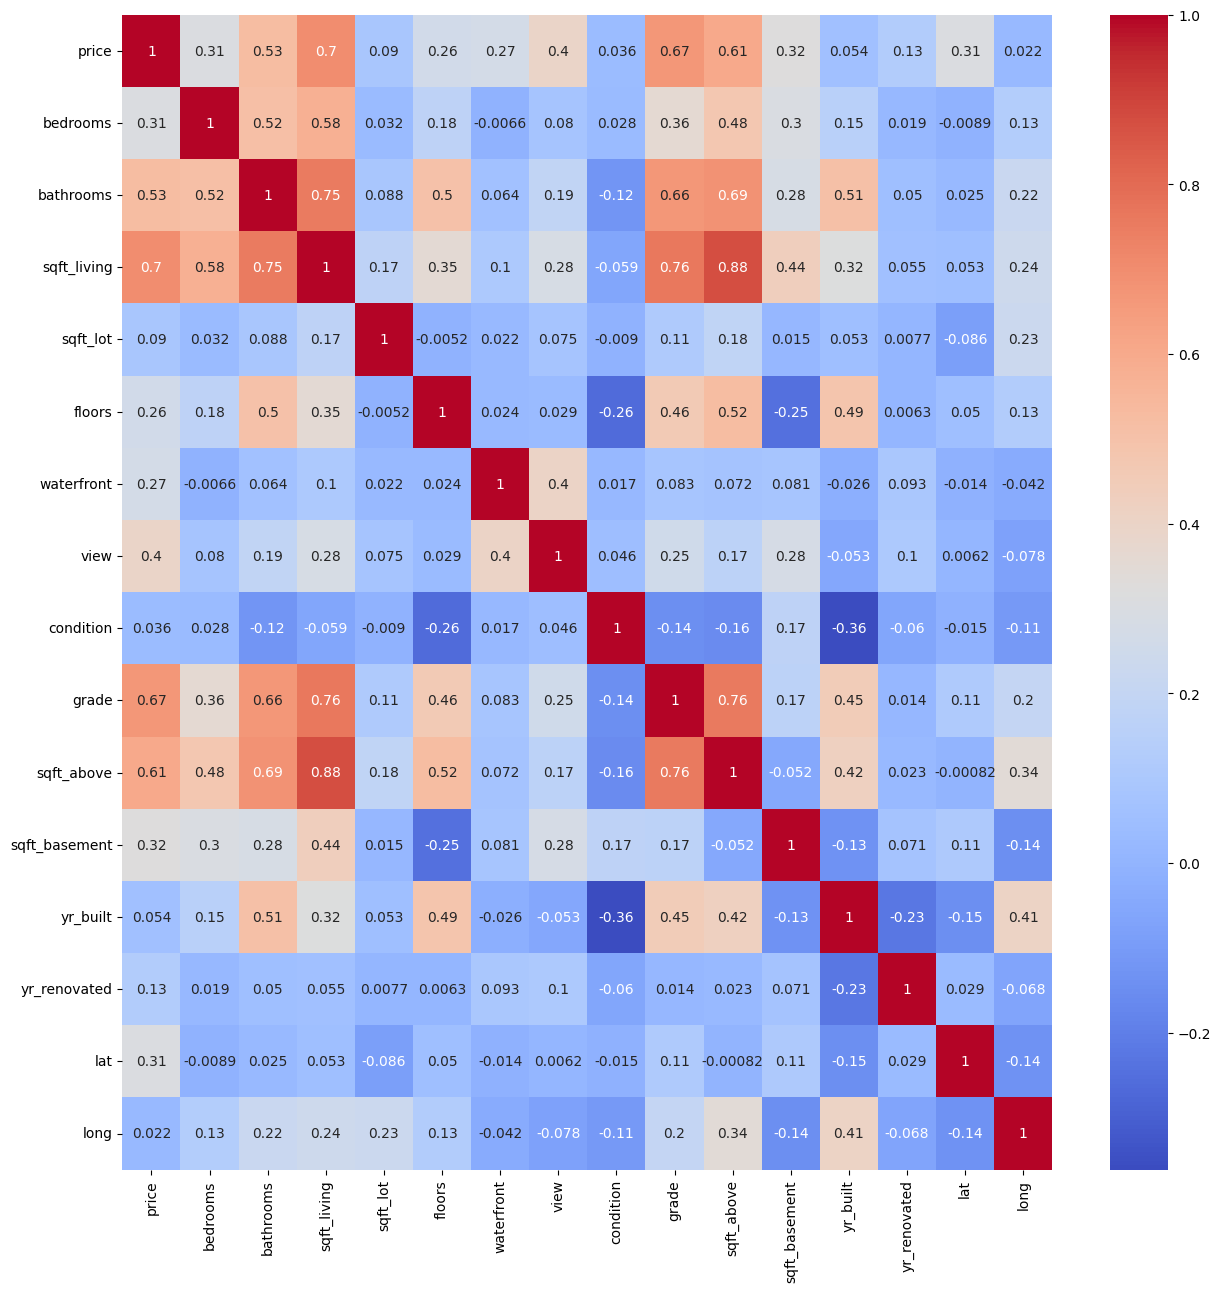 price 1 0.31 0.53 0.7 0.09 0.26 0.27 0.4 0.036 0.67 0.61 0.32 0.054 0.13 0.31 0.022
bedrooms 0.31 1 0.52 0.58 0.032 0.18 -0.0066 0.08 0.028 0.36 0.48 0.3 0.15 0.019 -0.0089 0.13
bathrooms 0.53 0.52 1 0.75 0.088 0.5 0.064 0.19 -0.12 0.66 0.69 0.28 0.51 0.05 0.025 0.22
sqft_living 0.7 0.58 0.75 1 0.17 0.35 0.1 0.28 -0.059 0.76 0.88 0.44 0.32 0.055 0.053 0.24
sqft_lot 0.09 0.032 0.088 0.17 1 -0.0052 0.022 0.075 -0.009 0.11 0.18 0.015 0.053 0.0077 -0.086 0.23
floors 0.26 0.18 0.5 0.35 -0.0052 1 0.024 0.029 -0.26 0.46 0.52 -0.25 0.49 0.0063 0.05 0.13
waterfront 0.27 -0.0066 0.064 0.1 0.022 0.024 1 0.4 0.017 0.083 0.072 0.081 -0.026 0.093 -0.014 -0.042
view 0.4 0.08 0.19 0.28 0.075 0.029 0.4 1 0.046 0.25 0.17 0.28 -0.053 0.1 0.0062 -0.078
condition 0.036 0.028 -0.12 -0.059 -0.009 -0.26 0.017 0.046 1 -0.14 -0.16 0.17 -0.36 -0.06 -0.015 -0.11
grade 0.67 0.36 0.66 0.76 0.11 0.46 0.083 0.25 -0.14 1 0.76 0.17 0.45 0.014 0.11 0.2
sqft_above 0.61 0.48 0.69 0.88 0.18 0.52 0.072 0.17 -0.16 0.76 1 -0.052 0.42 0.023 -0.00082 0.34
sqft_basement 0.32 0.3 0.28 0.44 0.015 -0.25 0.081 0.28 0.17 0.17 -0.052 1 -0.13 0.071 0.11 -0.14
yr_built 0.054 0.15 0.51 0.32 0.053 0.49 -0.026 -0.053 -0.36 0.45 0.42 -0.13 1 -0.23 -0.15 0.41
yr_renovated 0.13 0.019 0.05 0.055 0.0077 0.0063 0.093 0.1 -0.06 0.014 0.023 0.071 -0.23 1 0.029 -0.068
lat 0.31 -0.0089 0.025 0.053 -0.086 0.05 -0.014 0.0062 -0.015 0.11 -0.00082 0.11 -0.15 0.029 1 -0.14
long 0.022 0.13 0.22 0.24 0.23 0.13 -0.042 -0.078 -0.11 0.2 0.34 -0.14 0.41 -0.068 -0.14 1
price bedrooms bathrooms sqft_living sqft_lot floors waterfront view condition grade sqft_above sqft_basement yr_built yr_renovated lat long
1.0
0.8
0.6
0.4
0.2
0.0
−0.2